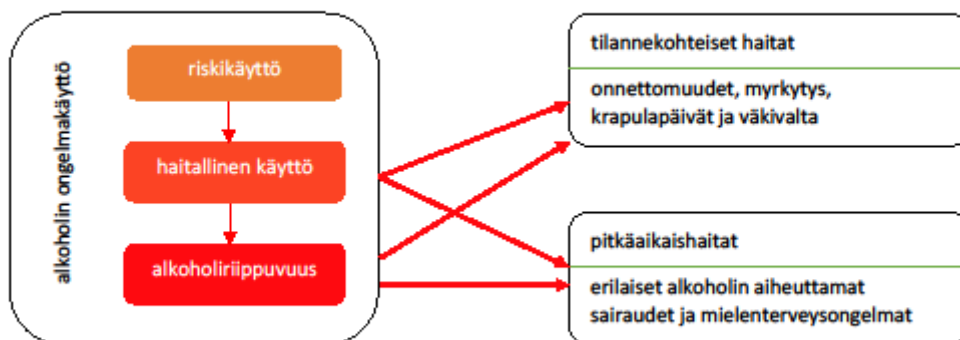 alkoholin ongelmakäyttö
riskikäyttö
haitallinen käyttö
alkoholiriippuvuus
tilannekohteiset haitat
onnettomuudet, myrkytys,
krapulapäivät ja väkivalta
pitkäaikaishaitat
erilaiset alkoholin aiheuttamat
sairaudet ja mielenterveysongelmat